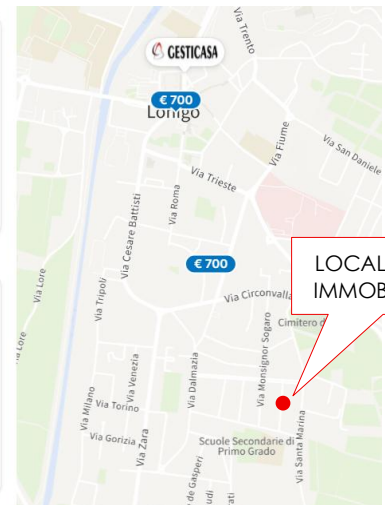 Via Trento
GESTICASA
€ 700
Lonigo
Via Fiume
Via San Daniele
Via Trieste
Via Roma
Via Cesare Battisti
€ 700
LOCAL
IMMOB
Via Lore
Via Tripoli
Via Circonvalla
Cimitero d
Via Monsignor Sogaro
Via Dalmazia
Via Venezia
Via Milano
Via Torino
Via Gorizia
Via Zara
Scuole Secondarie di
Primo Grado
Via Santa Marina
de Gasperi